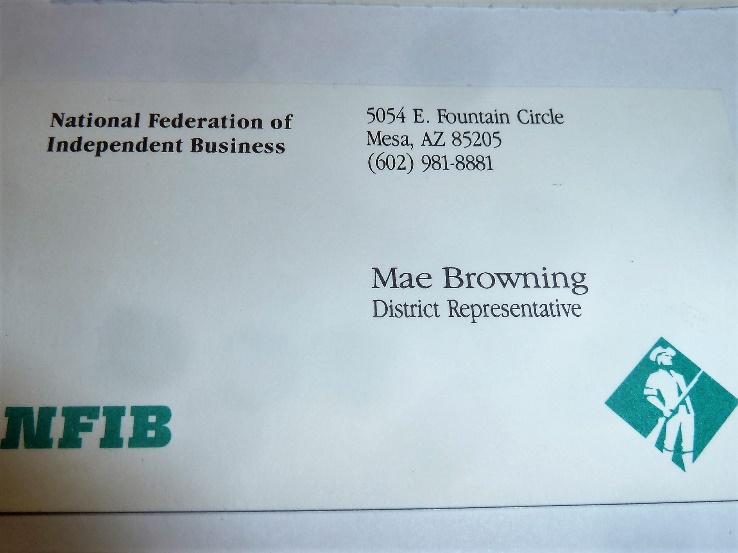 National Federation of
Independent Business
5054 E. Fountain Circle
Mesa, AZ 85205
(602) 981-8881
Mae Browning
District Representative
NFIB